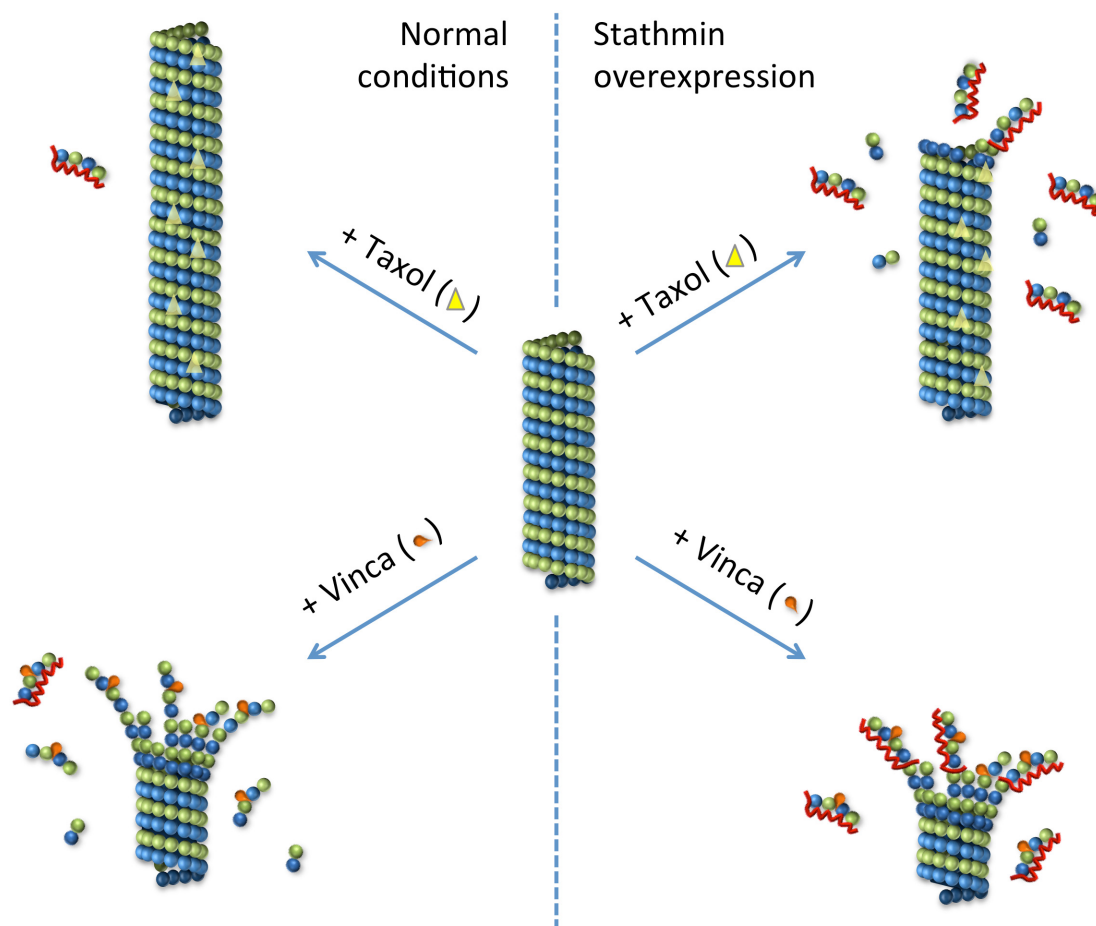 Normal
conditions
Stathmin
overexpression
+ Taxol ( )
+ Taxol ( )
+ Vinca ( )
+ Vinca ( )